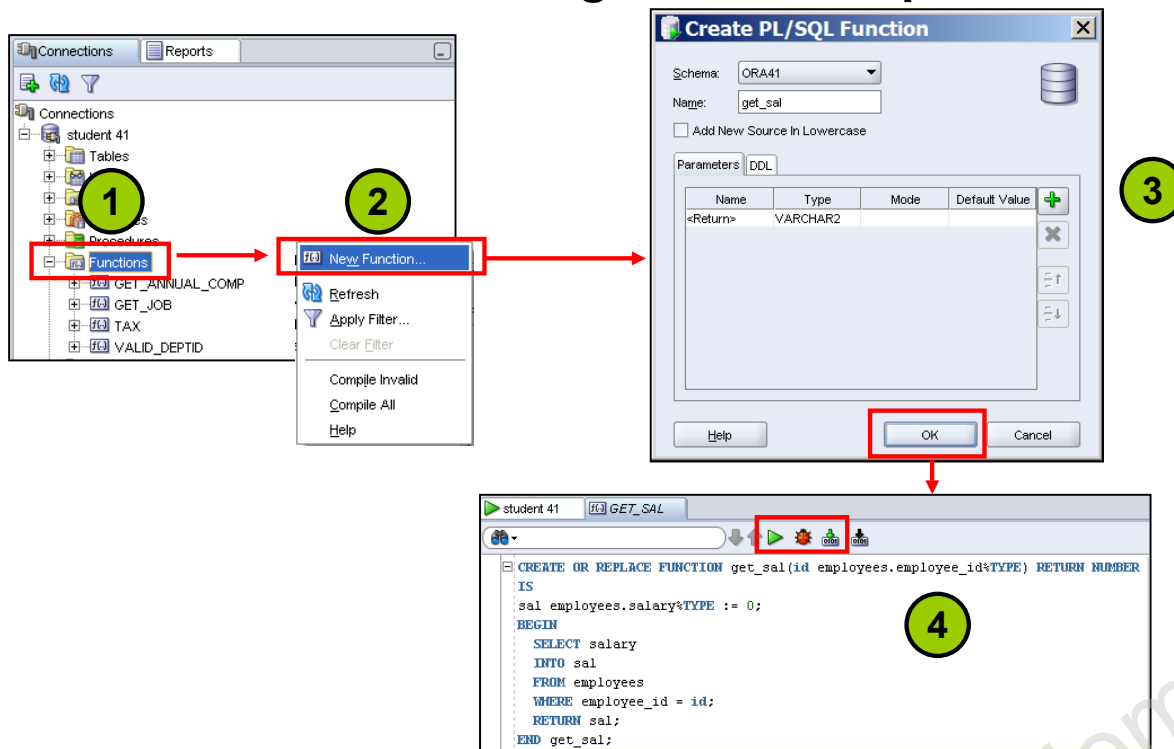 Create PL/SQL Function
Connections
Reports
Connections
student 41
Tables
Procedures
Functions
GET_ANNUAL_COMP
GET_JOB
TAX
VALID_DEPTID
1
2
New Function...
Refresh
Apply Filter...
Clear Filter
Compile Invalid
Compile All
Help
Schema: ORA41
Name: get_sal
Add New Source In Lowercase
Parameters DDL
Name Type Mode Default Value
<Return> VARCHAR2
Help OK Cancel
3
student 41
GET_SAL
CREATE OR REPLACE FUNCTION get_sal(id employees.employee_id%TYPE) RETURN NUMBER
IS
sal employees.salary%TYPE := 0;
BEGIN
SELECT salary
INTO sal
FROM employees
WHERE employee_id = id;
RETURN sal;
END get_sal;
4